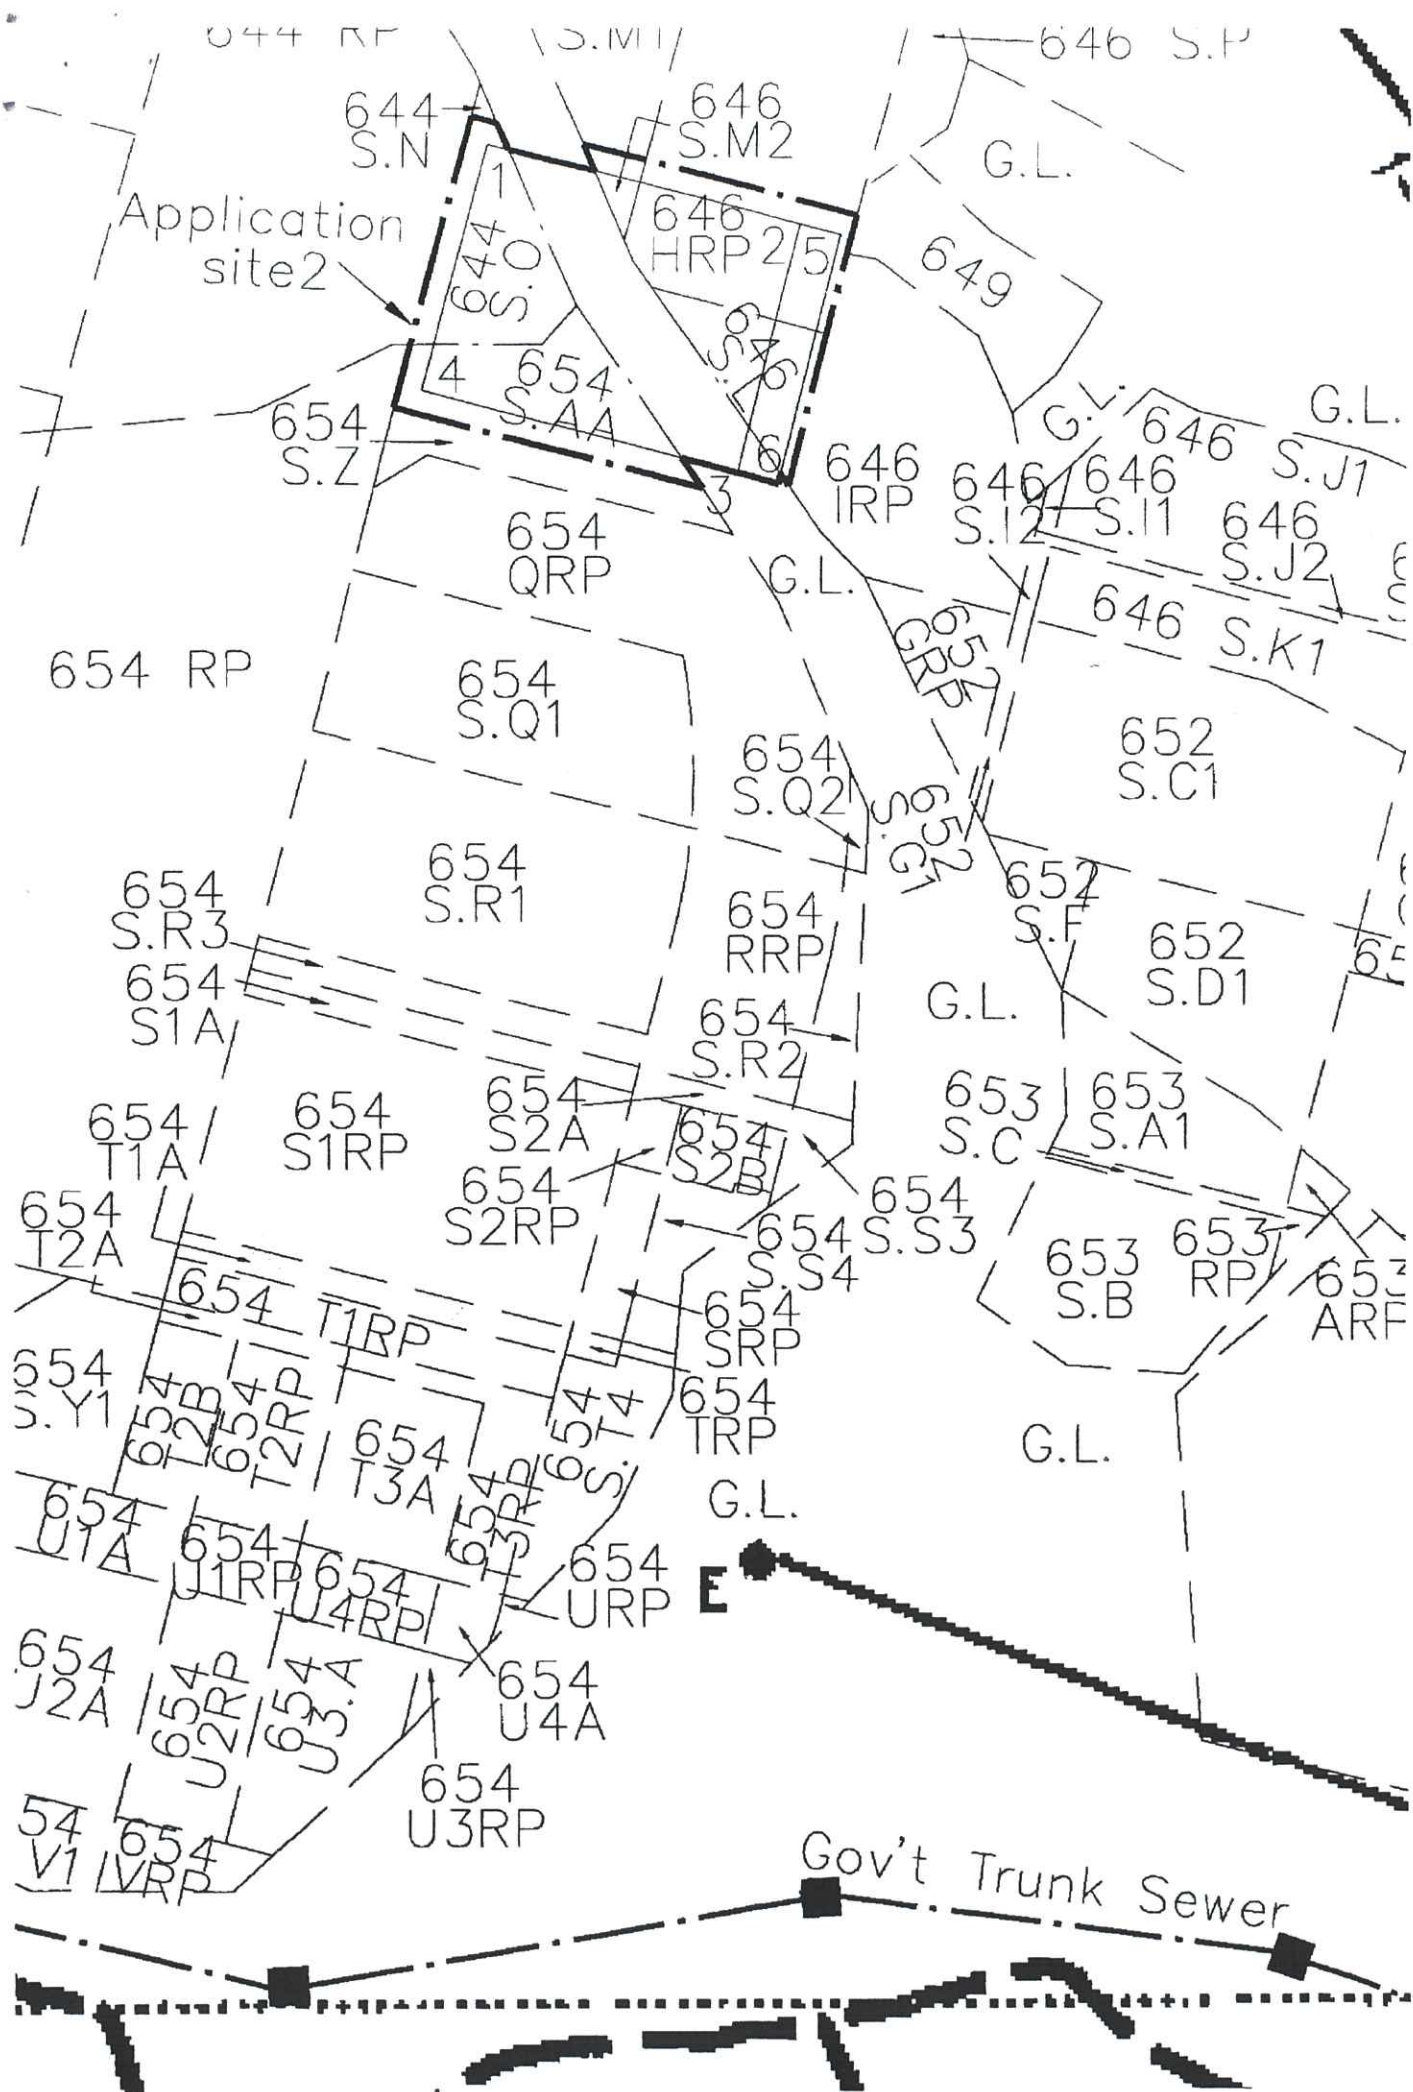 644 RP
S.M1
646 S.P
644
S.N
646
S.M2
G.L.
Application
site2
1
644
S.O
646
HRP
2
5
649
646
S.L
4
654
S.AA
6
3
654
S.Z
646
IRP
G.L.
G.L.
646 S.J1
646
S.I2
646
S.I1
646
S.J2
654
QRP
G.L.
646 S.K1
652
GRP
654 RP
654
S.Q1
654
S.Q2
652
S.G1
652
S.C1
654
S.R1
652
S.F
654
S.R3
654
RRP
652
S.D1
654
S1A
654
S.R2
G.L.
654
S2A
653
S.C
653
S.A1
654
T1A
654
S1RP
654
S2B
654
S2RP
654
S.S3
654
T2A
654
S.S4
653
S.B
653
RP
653
654
T1RP
654
SRP
654
S.Y1
654
T2B
654
T2RP
654
T3A
654
S.T4
654
TRP
G.L.
654
T3RP
G.L.
654
U1A
654
U1RP
654
U4RP
654
URP
E
654
U2RP
654
U3.A
654
U4A
654
U3RP
V1
654
VRP
Gov't Trunk Sewer